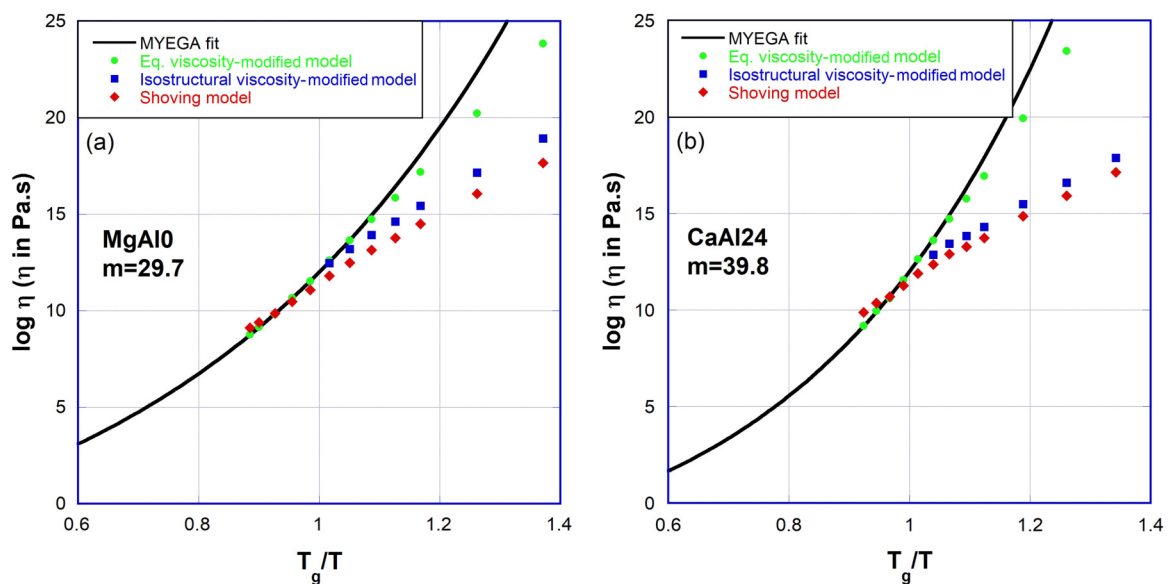 MYEGA fit
Eq. viscosity-modified model
Isostructural viscosity-modified model
Shoving model
(a)
MgAl0
m=29.7
log η (η in Pa.s)
25
20
15
10
5
0
0.6
0.8
1
1.2
1.4
Tg/T
MYEGA fit
Eq. viscosity-modified model
Isostructural viscosity-modified model
Shoving model
(b)
CaAl24
m=39.8
log η (η in Pa.s)
25
20
15
10
5
0
0.6
0.8
1
1.2
1.4
Tg/T